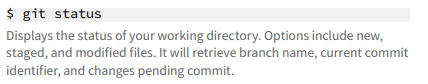 $ git status
Displays the status of your working directory. Options include new,
staged, and modified files. It will retrieve branch name, current commit
identifier, and changes pending commit.